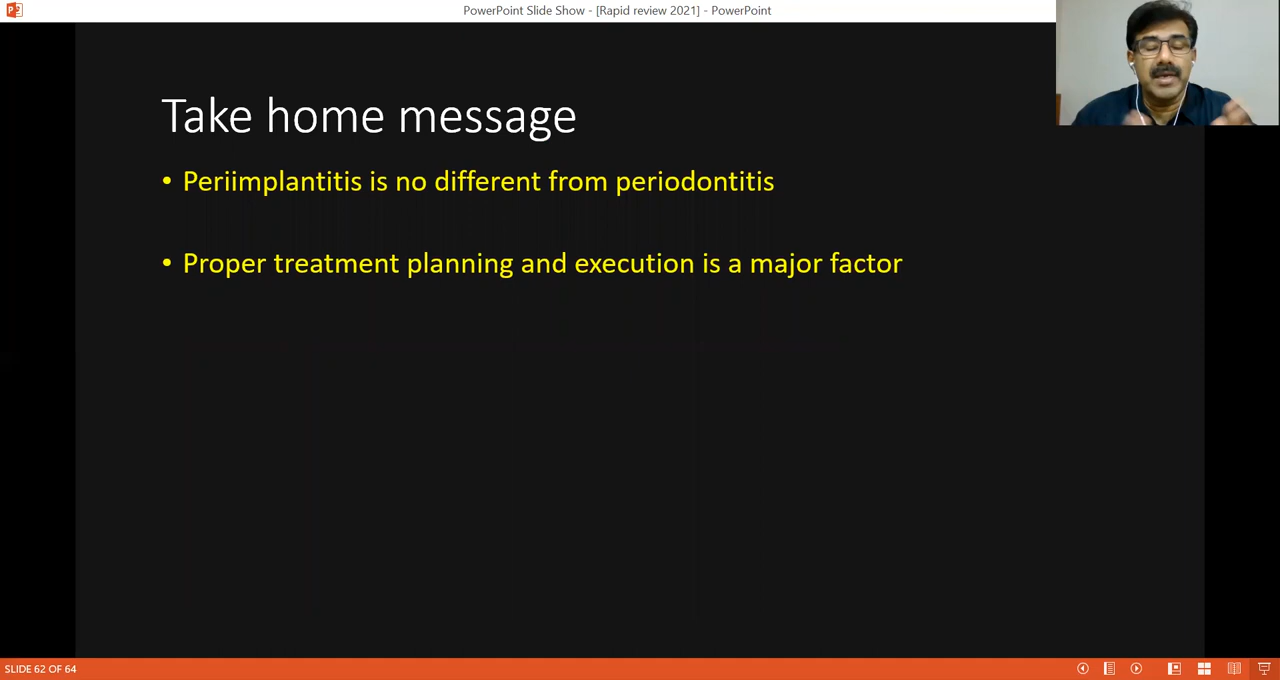 PowerPoint Slide Show - [Rapid review 2021] - PowerPoint
Take home message
• Periimplantitis is no different from periodontitis
• Proper treatment planning and execution is a major factor
SLIDE 62 OF 64